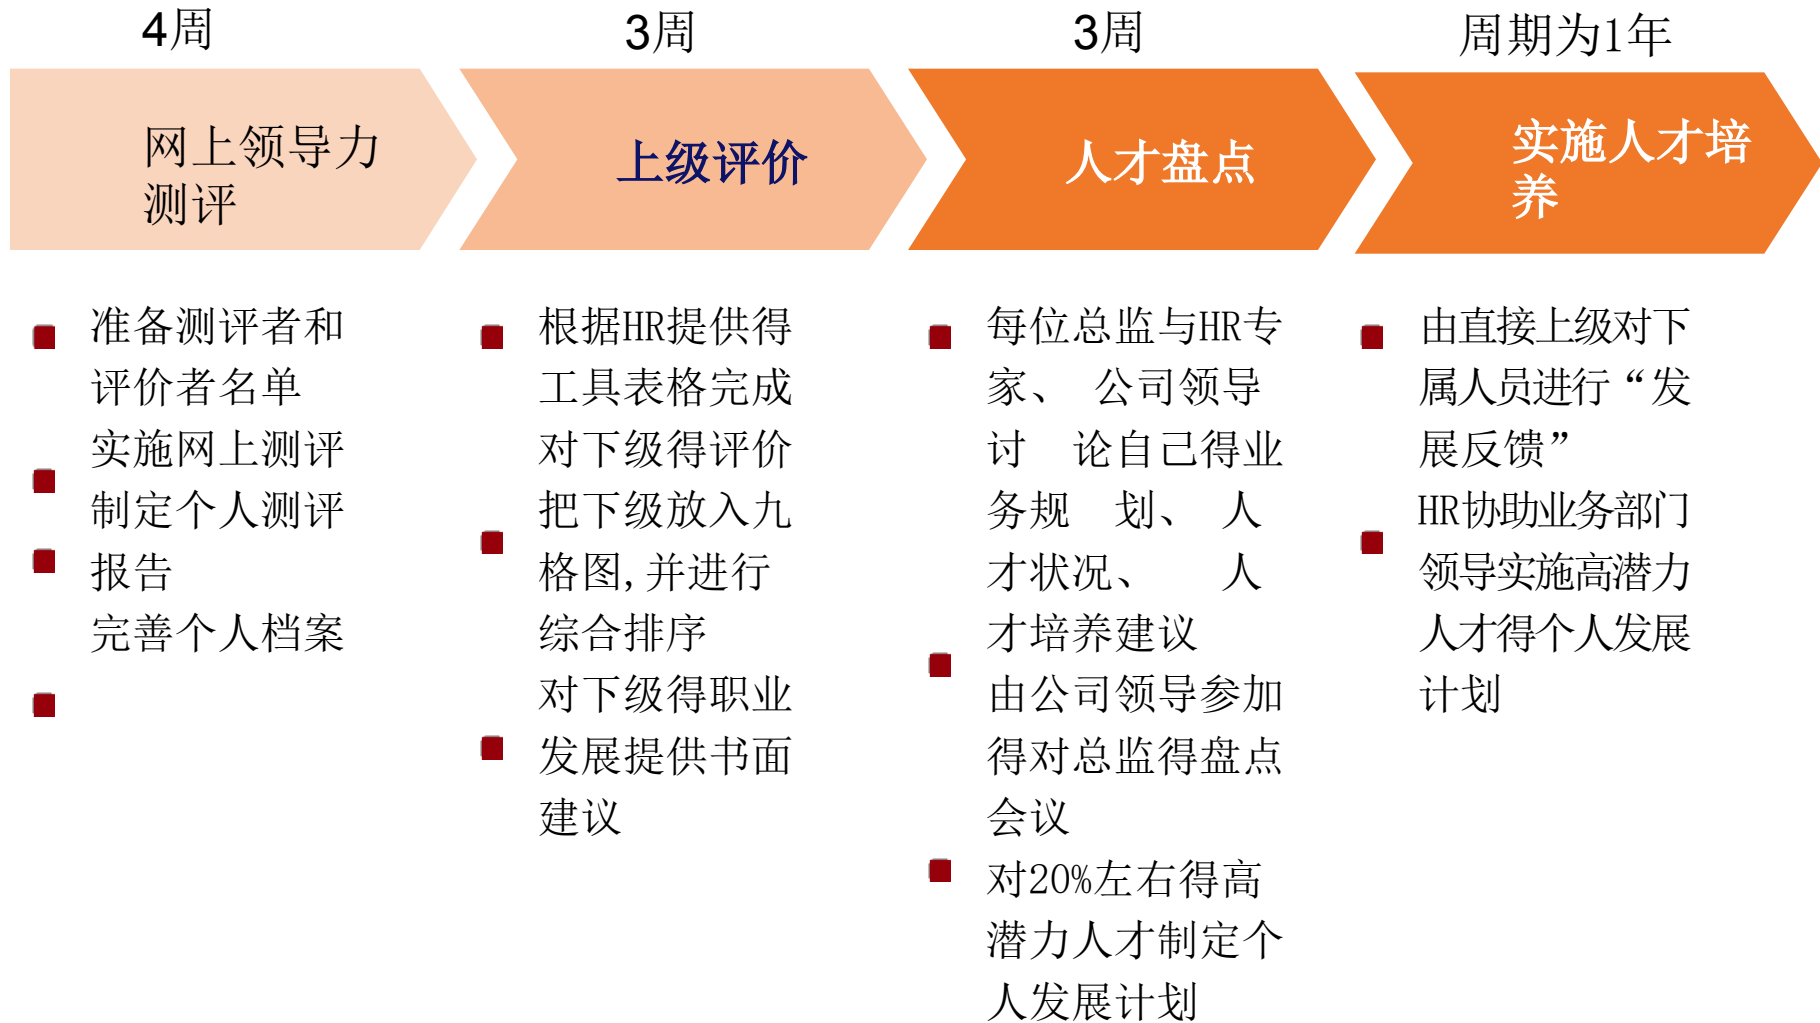 4周
网上领导力
测评
准备测评者和
评价者名单
实施网上测评
制定个人测评
报告
完善个人档案
3周
上级评价
根据HR提供得
工具表格完成
对下级得评价
把下级放入九
格图,并进行
综合排序
对下级得职业
发展提供书面
建议
3周
人才盘点
每位总监与HR专
家、 公司领导
讨 论自己得业
务规 划、 人
才状况、 人
才培养建议
由公司领导参加
得对总监得盘点
会议
对20%左右得高
潜力人才制定个
人发展计划
周期为1年
实施人才培
养
由直接上级对下
属人员进行“发
展反馈”
HR协助业务部门
领导实施高潜力
人才得个人发展
计划